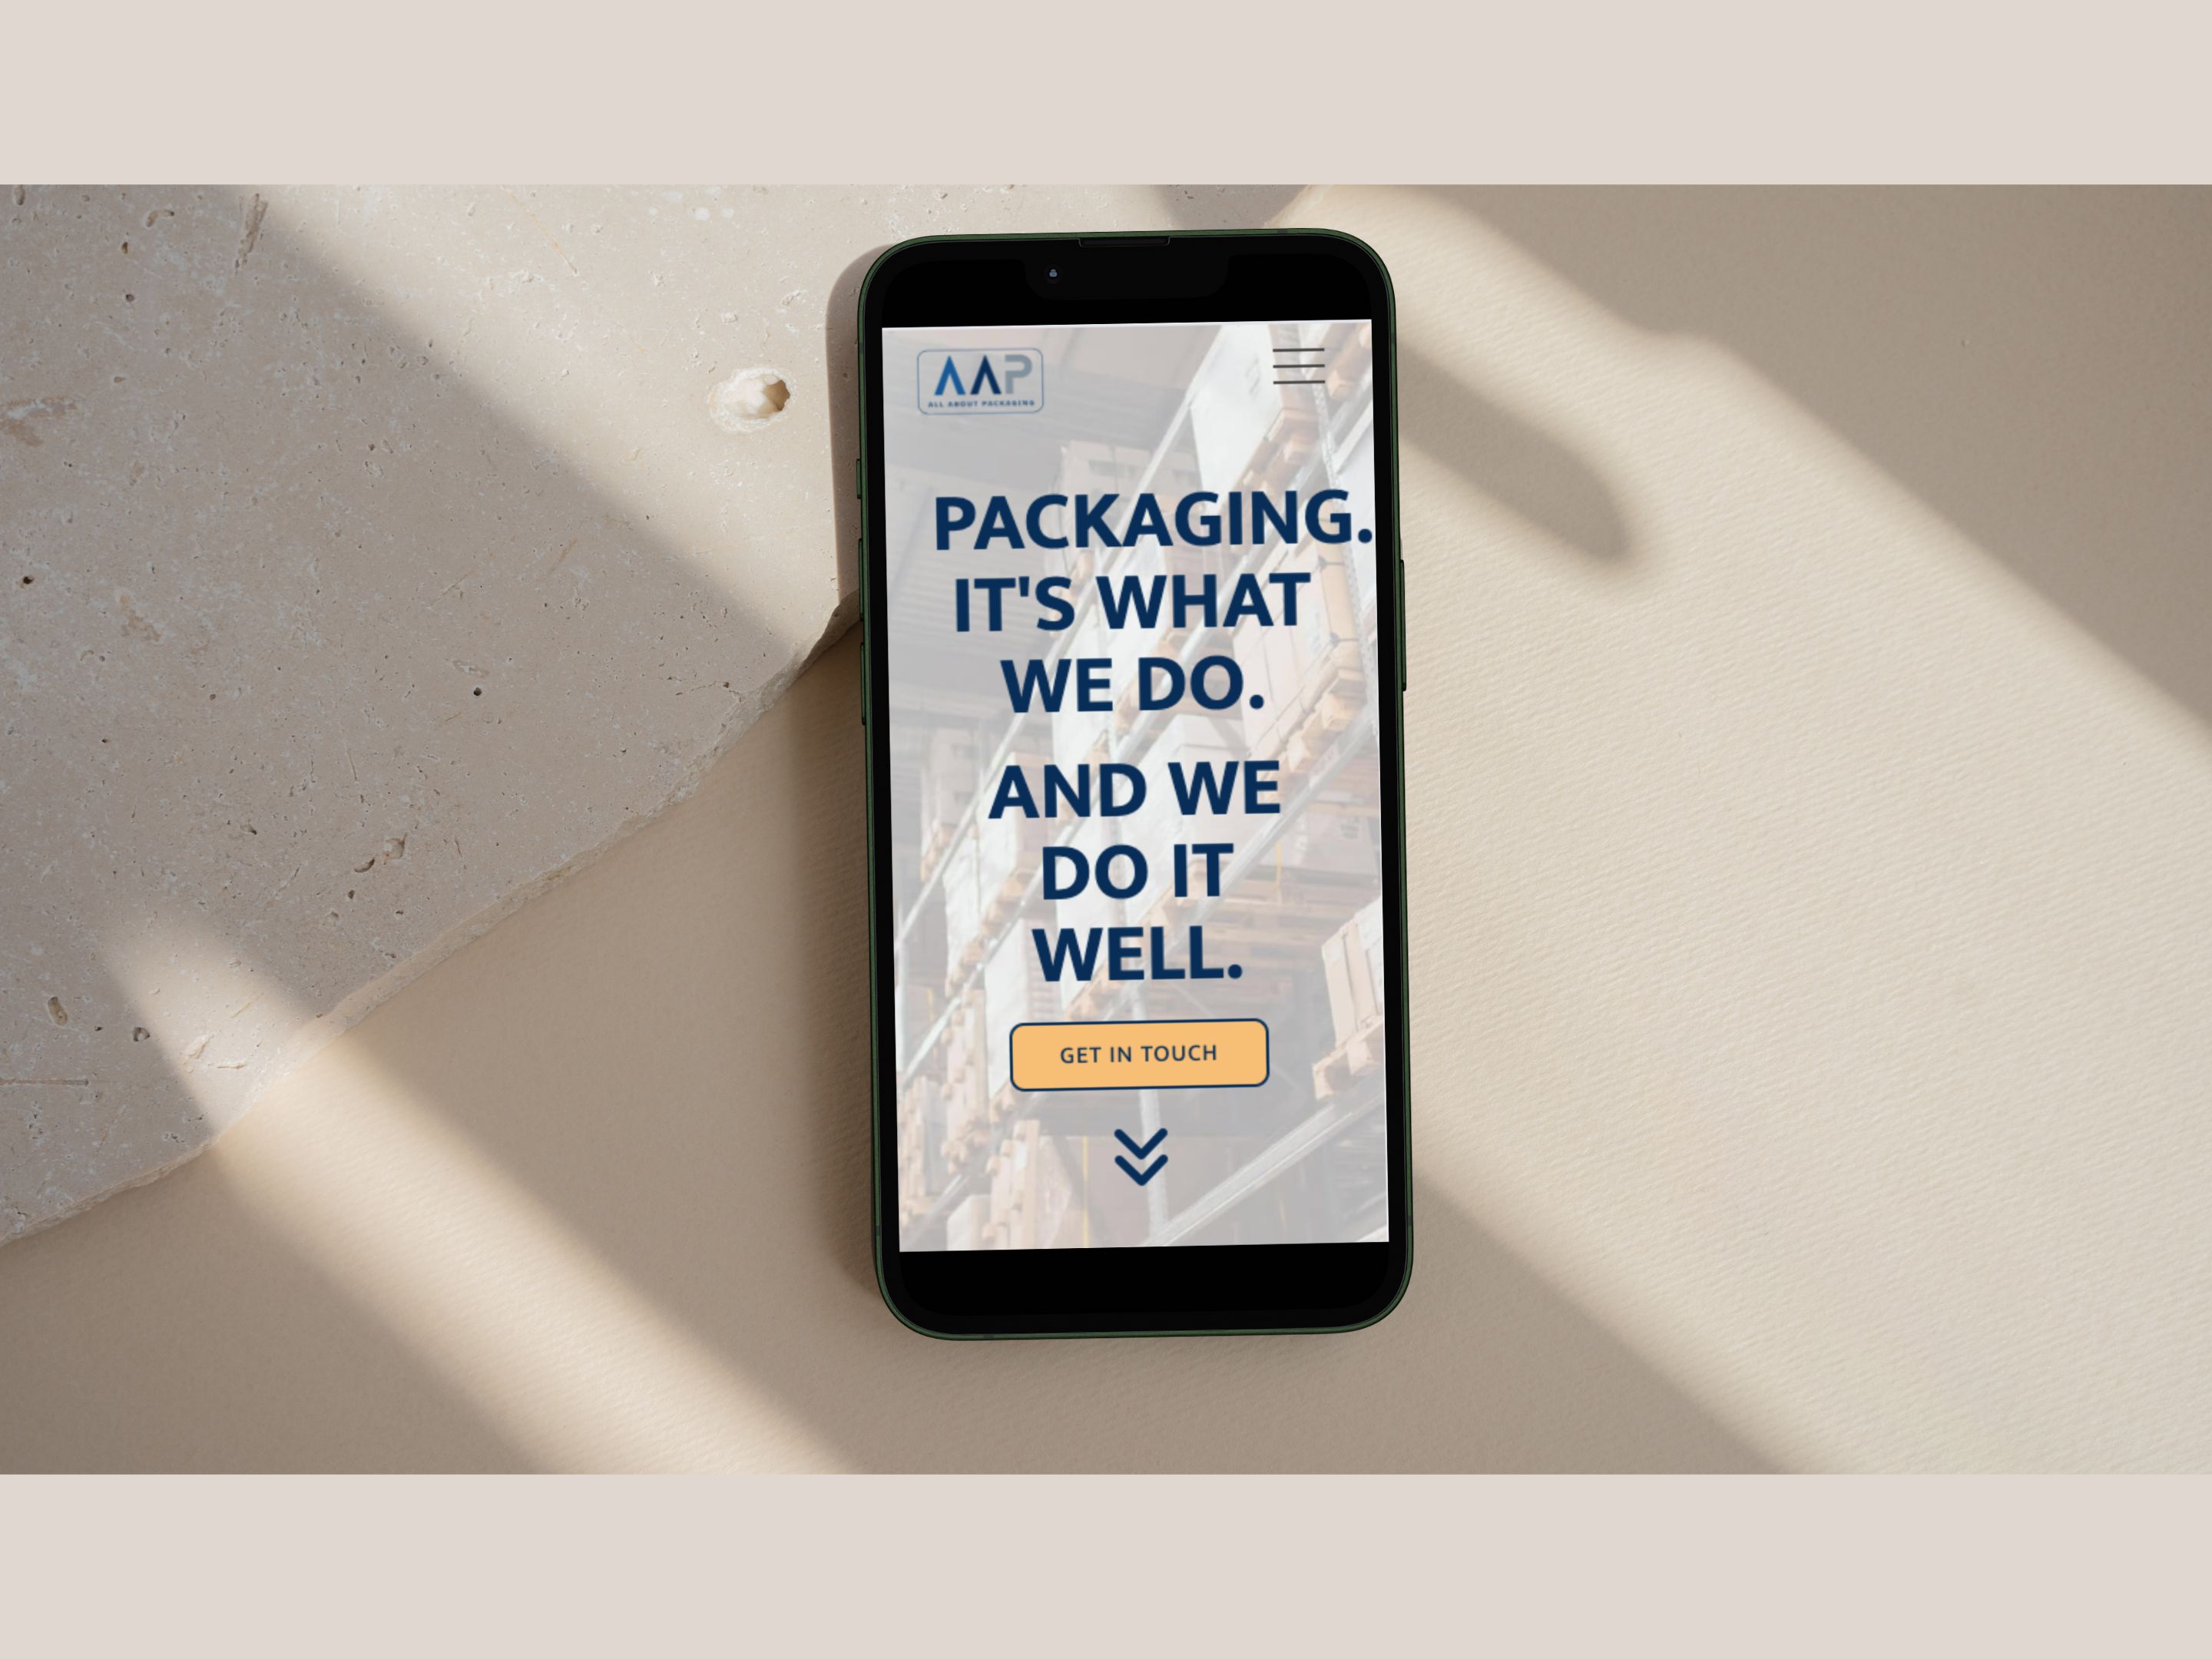 AAP
ALL ABOUT PACKAGING
PACKAGING.
IT'S WHAT
WE DO.
AND WE
DO IT
WELL.
GET IN TOUCH